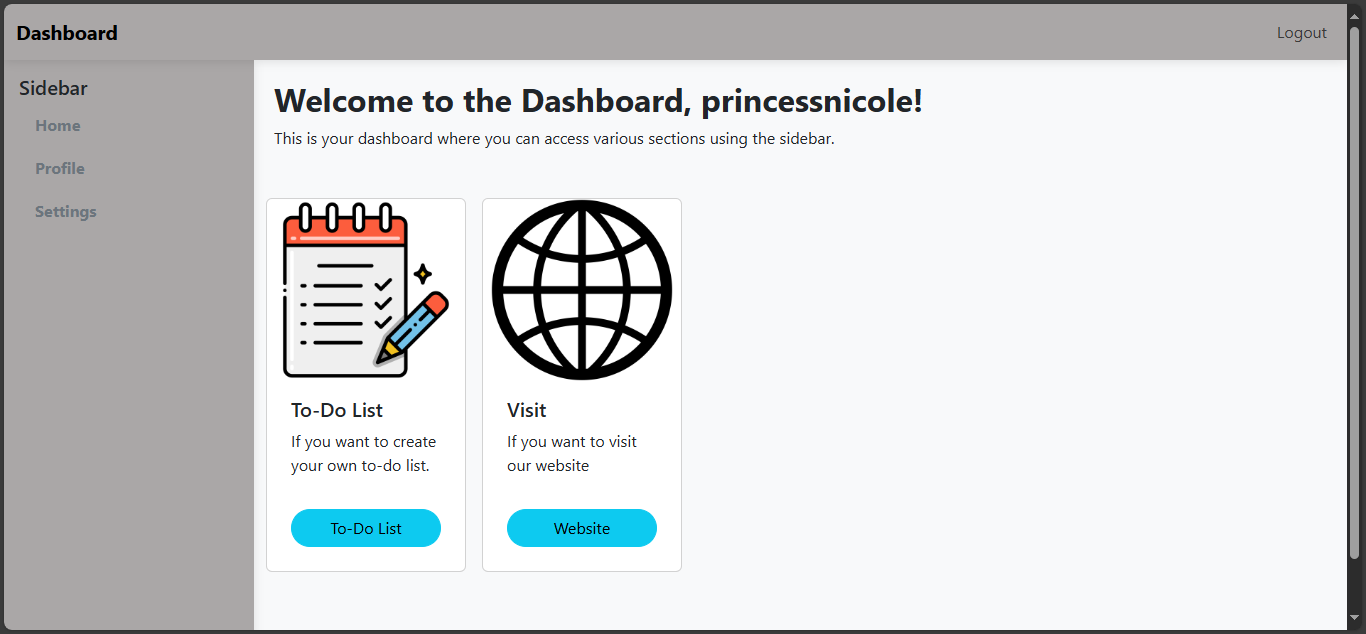 Dashboard
Logout
Sidebar
Home
Profile
Settings
Welcome to the Dashboard, princessnicole!
This is your dashboard where you can access various sections using the sidebar.
To-Do List
If you want to create
your own to-do list.
To-Do List
Visit
If you want to visit
our website
Website